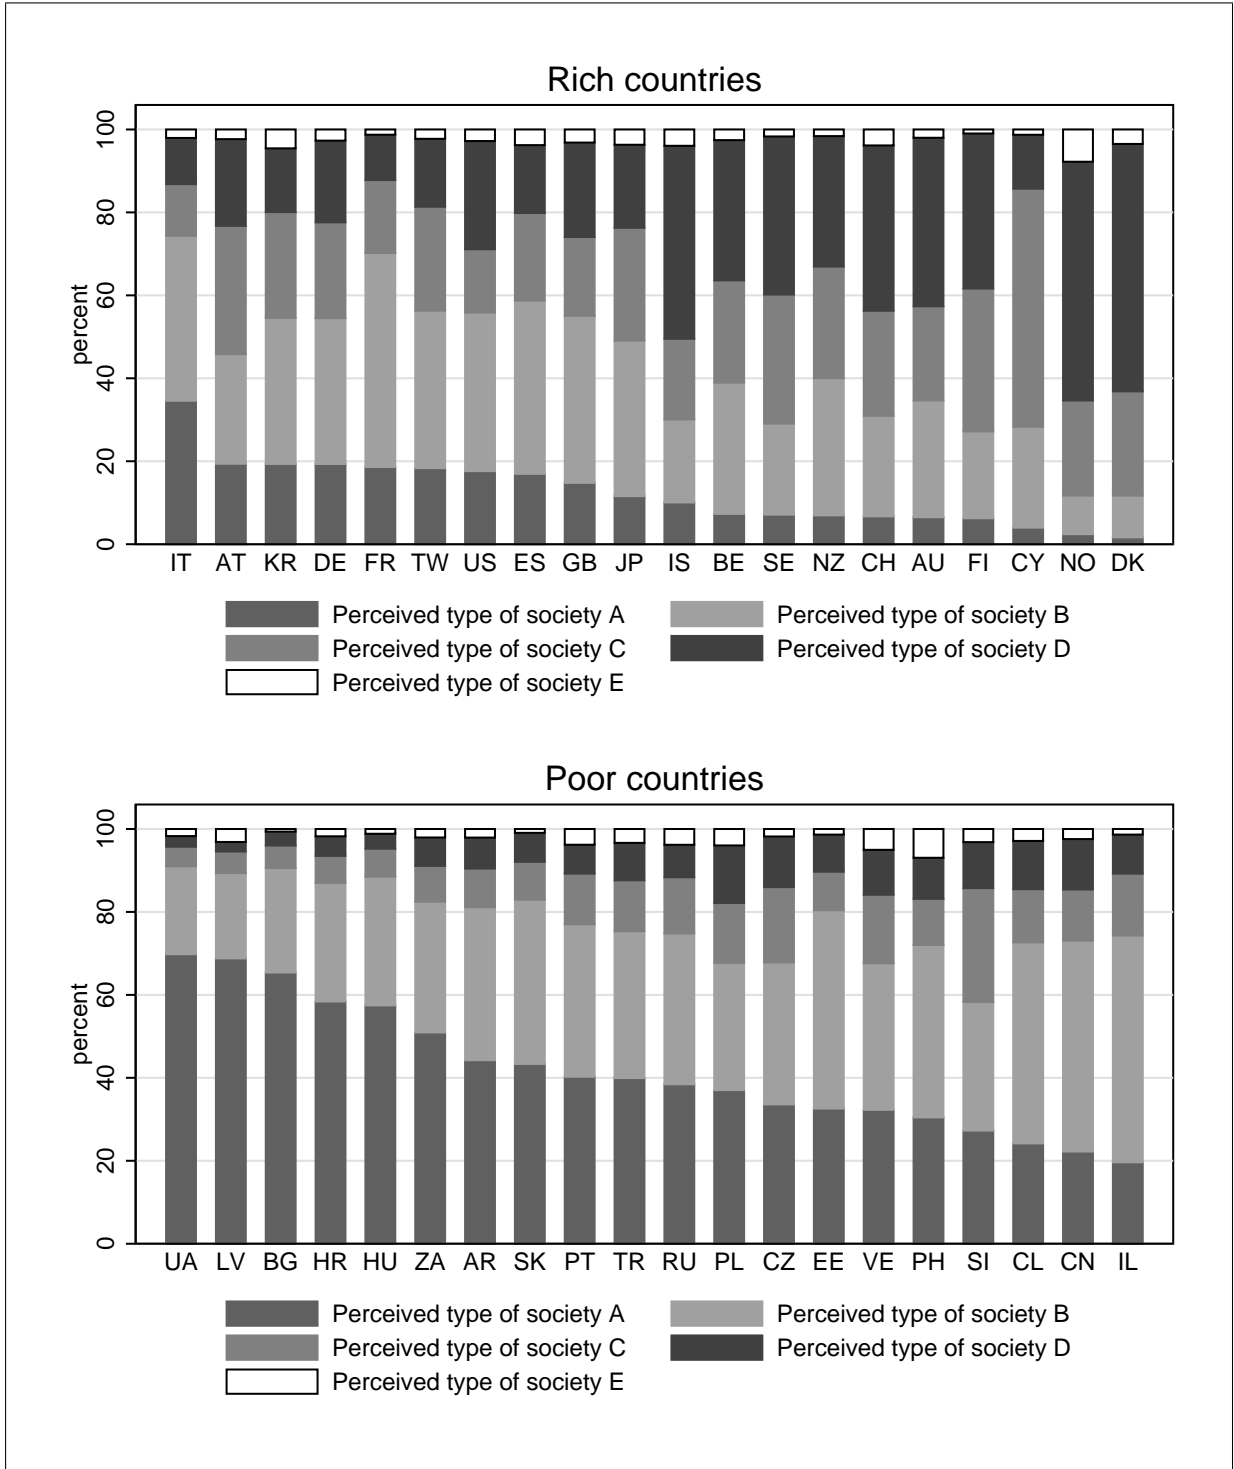 Rich countries
percent
100
80
60
40
20
0
IT AT KR DE FR TW US ES GB JP IS BE SE NZ CH AU FI CY NO DK
Perceived type of society A Perceived type of society B
Perceived type of society C Perceived type of society D
Perceived type of society E
Poor countries
percent
100
80
60
40
20
0
UA LV BG HR HU ZA AR SK PT TR RU PL CZ EE VE PH SI CL CN IL
Perceived type of society A Perceived type of society B
Perceived type of society C Perceived type of society D
Perceived type of society E